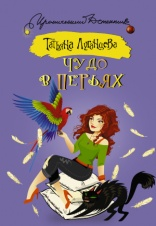 Иронический Детектив
Татьяна Луганцева
ЧУДО
В ПЕРЬЯХ